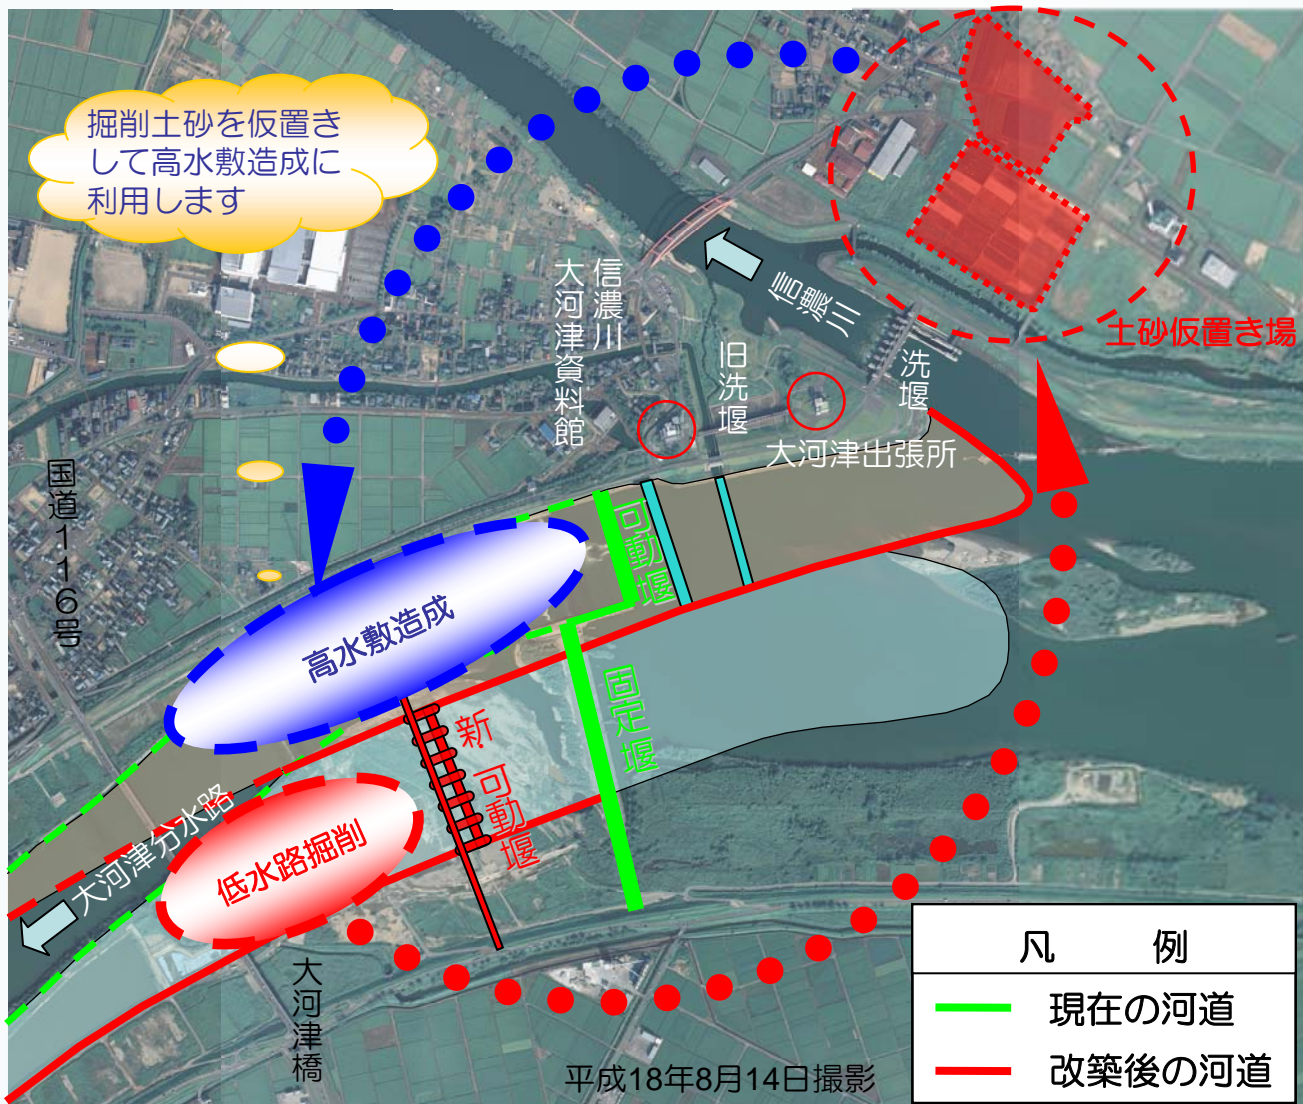 掘削土砂を仮置き
して高水敷造成に
利用します
信濃川
大河津資料館
信濃川
土砂仮置き場
旧洗堰
洗堰
大河津出張所
国道116号
可動堰
高水敷造成
固定堰
新可動堰
大河津分水路
低水路掘削
大河津橋
平成18年8月14日撮影
凡 例
現在の河道
改築後の河道